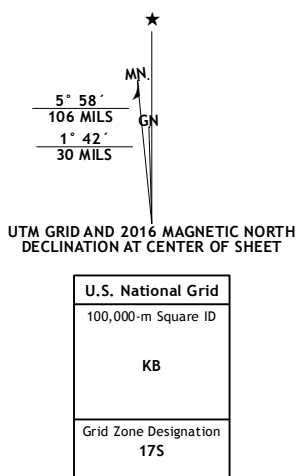 ★
MN.
5° 58´
106 MILS
GN
1° 42´
30 MILS
UTM GRID AND 2016 MAGNETIC NORTH
DECLINATION AT CENTER OF SHEET
U.S. National Grid
100,000-m Square ID
KB
Grid Zone Designation
17S